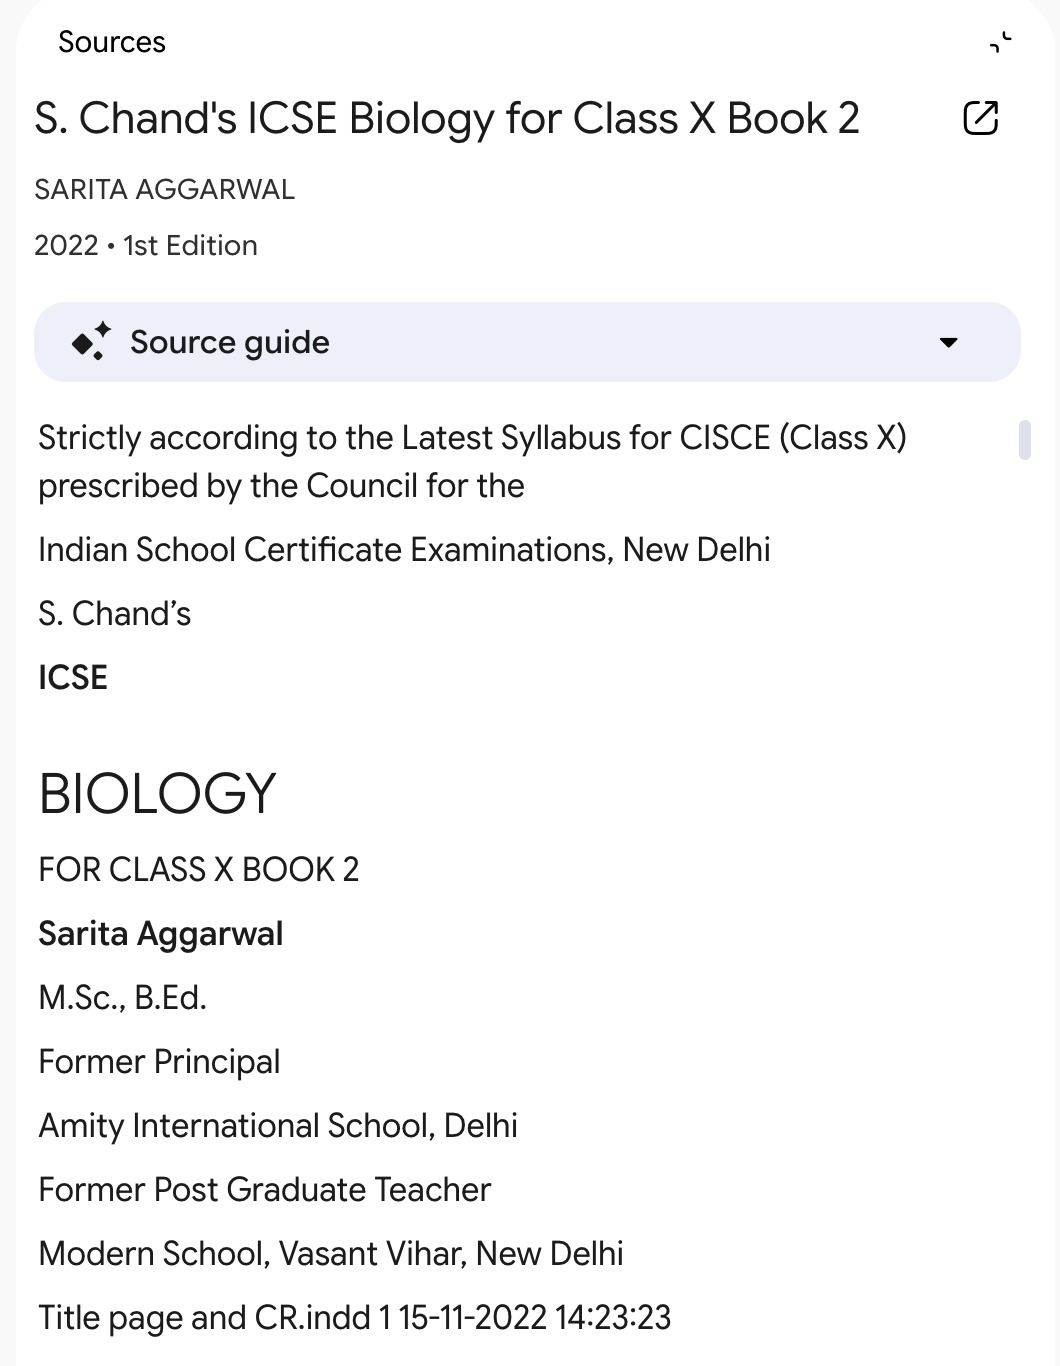 Sources
S. Chand's ICSE Biology for Class X Book 2
SARITA AGGARWAL
2022 • 1st Edition
Source guide
Strictly according to the Latest Syllabus for CISCE (Class X)
prescribed by the Council for the
Indian School Certificate Examinations, New Delhi
S. Chand’s
ICSE
BIOLOGY
FOR CLASS X BOOK 2
Sarita Aggarwal
M.Sc., B.Ed.
Former Principal
Amity International School, Delhi
Former Post Graduate Teacher
Modern School, Vasant Vihar, New Delhi
Title page and CR.indd 1 15-11-2022 14:23:23